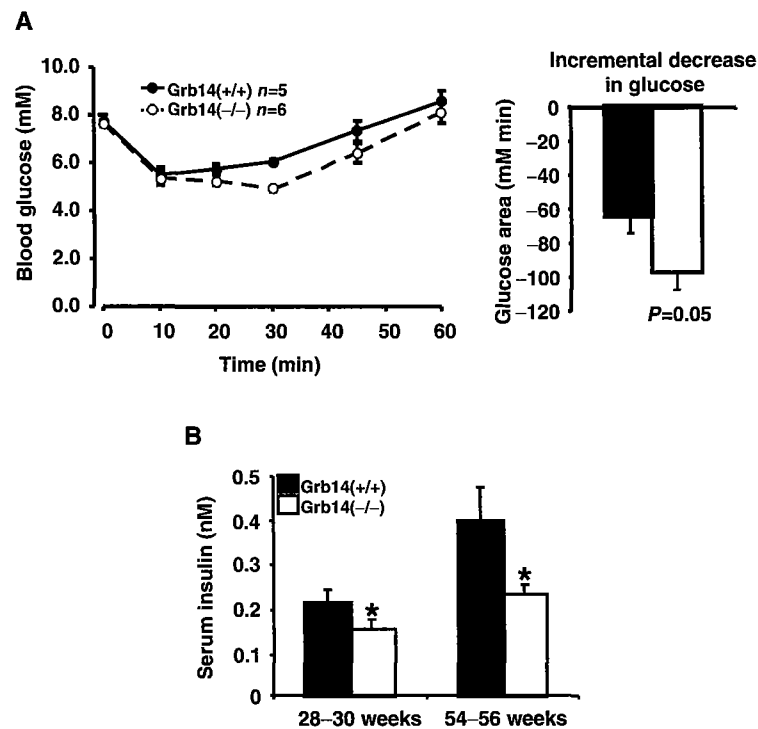 A
Blood glucose (mM)
10.0
8.0
6.0
4.0
2.0
0.0
Grb14(+/+) n=5
Grb14(−/−) n=6
0 10 20 30 40 50 60
Time (min)
Incremental decrease
in glucose
Glucose area (mM min)
0
−20
−40
−60
−80
−100
−120
P=0.05
B
Serum insulin (nM)
0.5
0.4
0.3
0.2
0.1
0
Grb14(+/+)
Grb14(−/−)
*
*
28–30 weeks 54–56 weeks